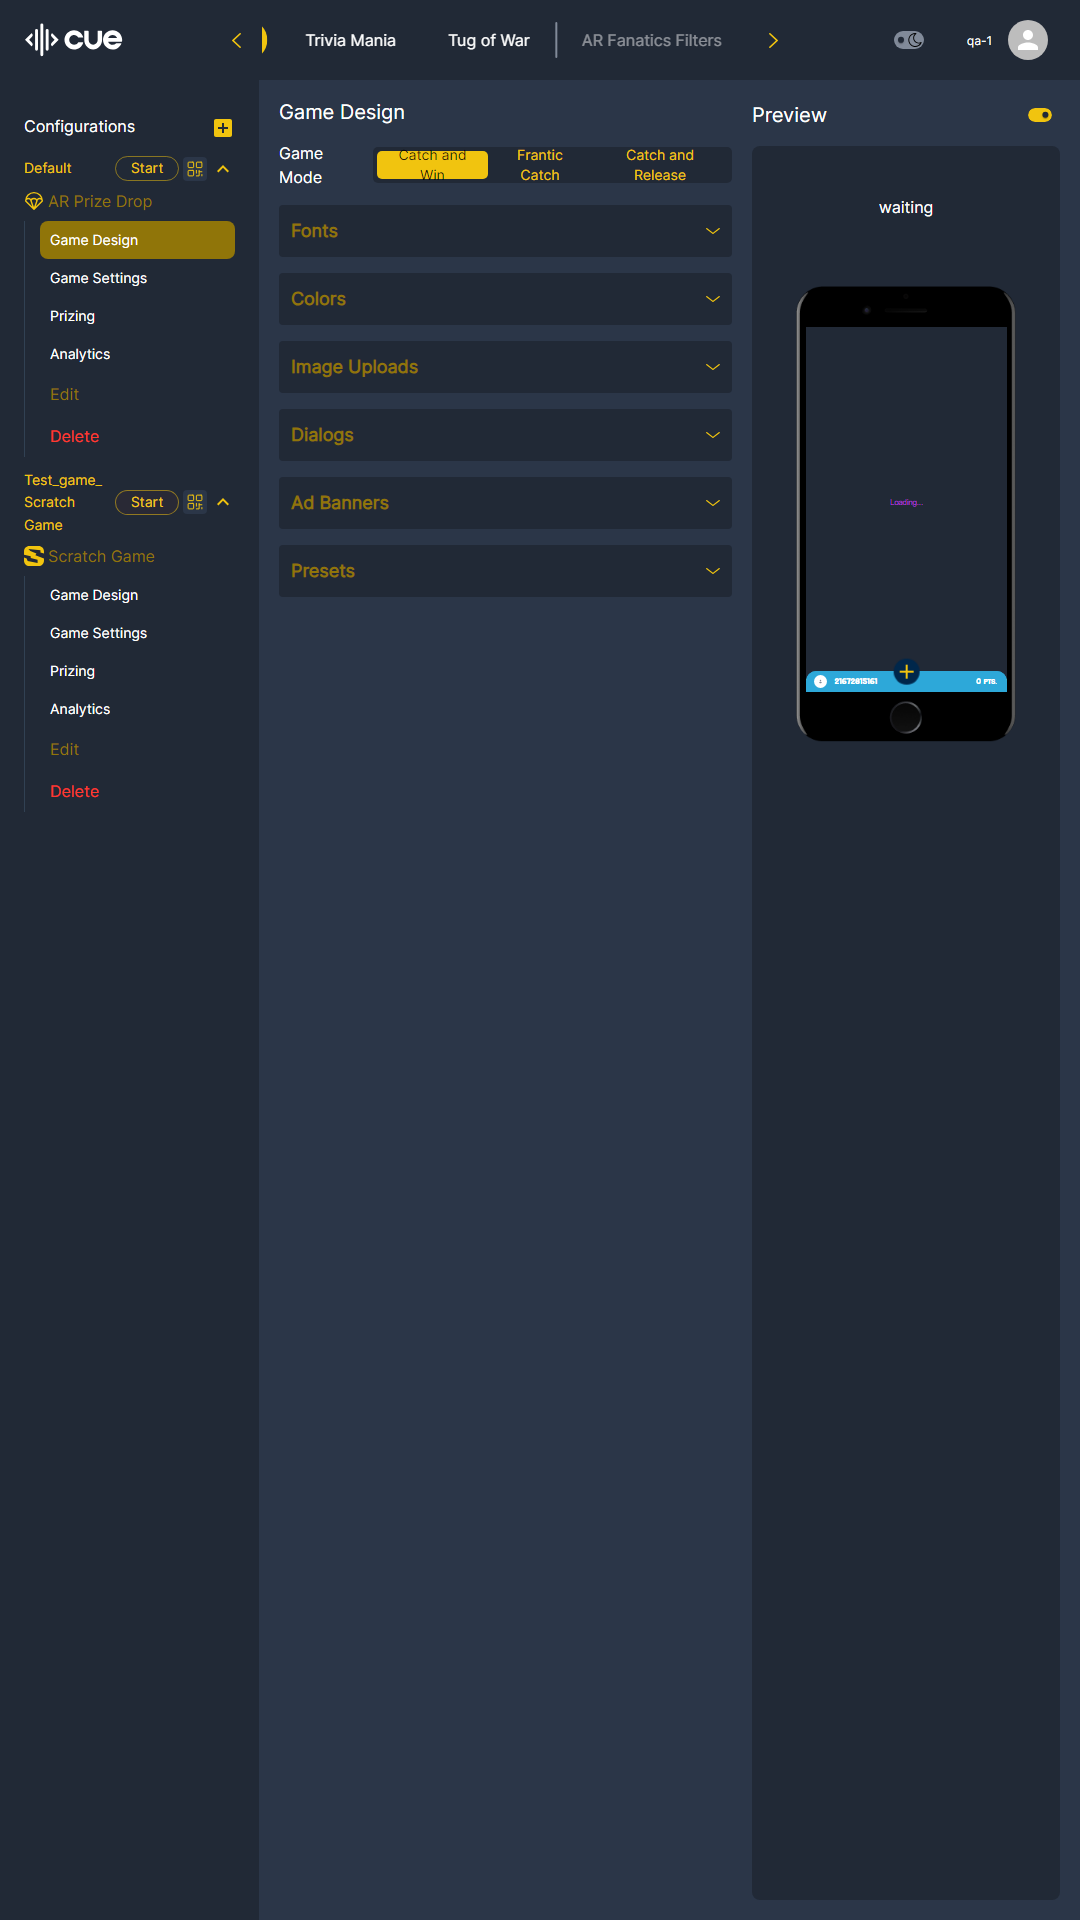 cue
Trivia Mania
Tug of War
AR Fanatics Filters
qa-1
Configurations
Default
Start
AR Prize Drop
Game Design
Game Settings
Prizing
Analytics
Edit
Delete
Test_game_
Scratch
Game
Start
Scratch Game
Game Design
Game Settings
Prizing
Analytics
Edit
Delete
Game Design
Game
Mode
Catch and
Win
Frantic
Catch
Catch and
Release
Fonts
Colors
Image Uploads
Dialogs
Ad Banners
Presets
Preview
waiting
Loading...
0 PTS.